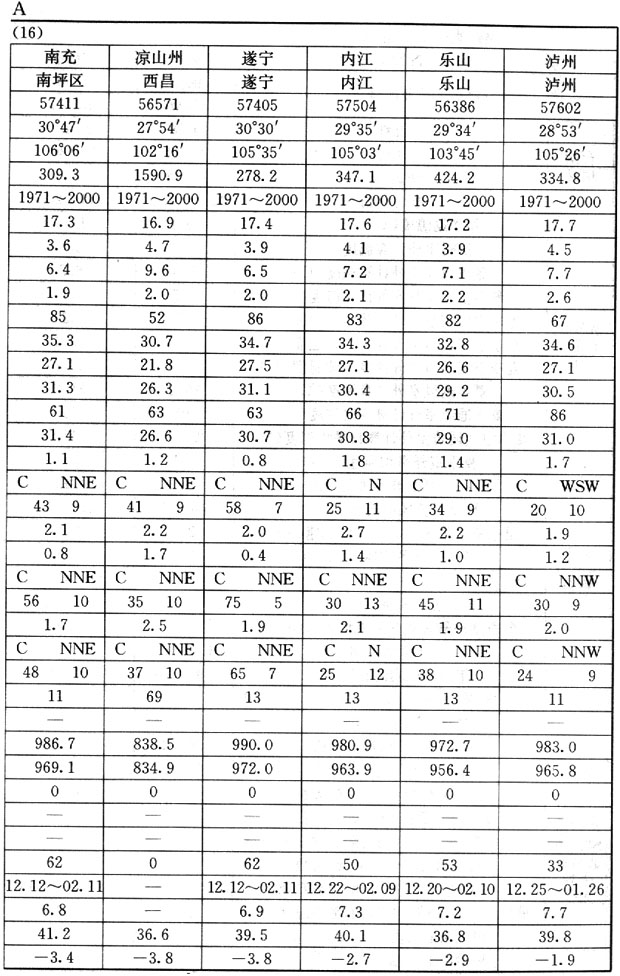 A
(16)
南充 凉山州 遂宁 内江 乐山 泸州
南坪区 西昌 遂宁 内江 乐山 泸州
57411 56571 57405 57504 56386 57602
30°47′ 27°54′ 30°30′ 29°35′ 29°34′ 28°53′
106°06′ 102°16′ 105°35′ 105°03′ 103°45′ 105°26′
309.3 1590.9 278.2 347.1 424.2 334.8
1971～2000 1971～2000 1971～2000 1971～2000 1971～2000 1971～2000
17.3 16.9 17.4 17.6 17.2 17.7
3.6 4.7 3.9 4.1 3.9 4.5
6.4 9.6 6.5 7.2 7.1 7.7
1.9 2.0 2.0 2.1 2.2 2.6
85 52 86 83 82 67
35.3 30.7 34.7 34.3 32.8 34.6
27.1 21.8 27.5 27.1 26.6 27.1
31.3 26.3 31.1 30.4 29.2 30.5
61 63 63 66 71 86
31.4 26.6 30.7 30.8 29.0 31.0
1.1 1.2 0.8 1.8 1.4 1.7
C NNE C NNE C NNE C N C NNE C WSW
43 9 41 9 58 7 25 11 34 9 20 10
2.1 2.2 2.0 2.7 2.2 1.9
0.8 1.7 0.4 1.4 1.0 1.2
C NNE C NNE C NNE C NNE C NNE C NNW
56 10 35 10 75 5 30 13 45 11 30 9
1.7 2.5 1.9 2.1 1.9 2.0
C NNE C NNE C NNE C N C NNE C NNW
48 10 37 10 65 7 25 12 38 10 24 9
11 69 13 13 13 11
— — — — — —
986.7 838.5 990.0 980.9 972.7 983.0
969.1 834.9 972.0 963.9 956.4 965.8
0 0 0 0 0 0
— — — — — —
— — — — — —
62 0 62 50 53 33
12.12～02.11 — 12.12～02.11 12.22～02.09 12.20～02.10 12.25～01.26
6.8 — 6.9 7.3 7.2 7.7
41.2 36.6 39.5 40.1 36.8 39.8
−3.4 −3.8 −3.8 −2.7 −2.9 −1.9